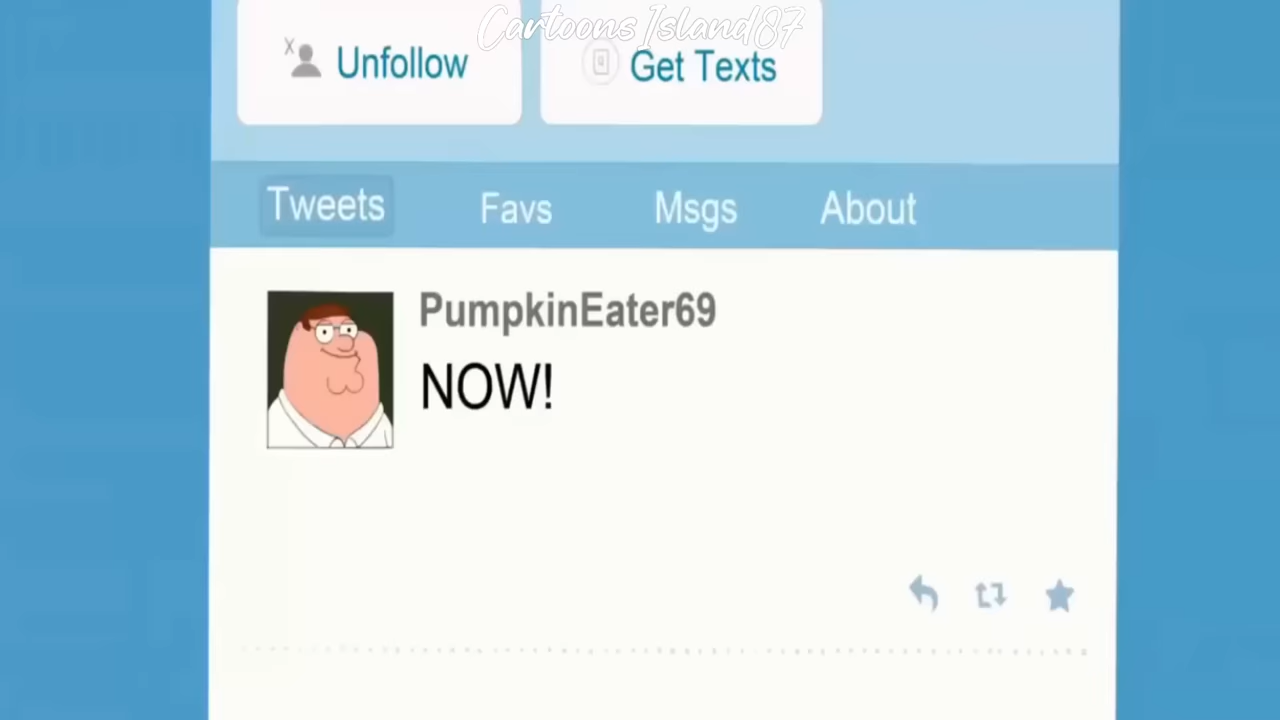 Cartoons Island87
Unfollow
Get Texts
Tweets
Favs
Msgs
About
PumpkinEater69
NOW!